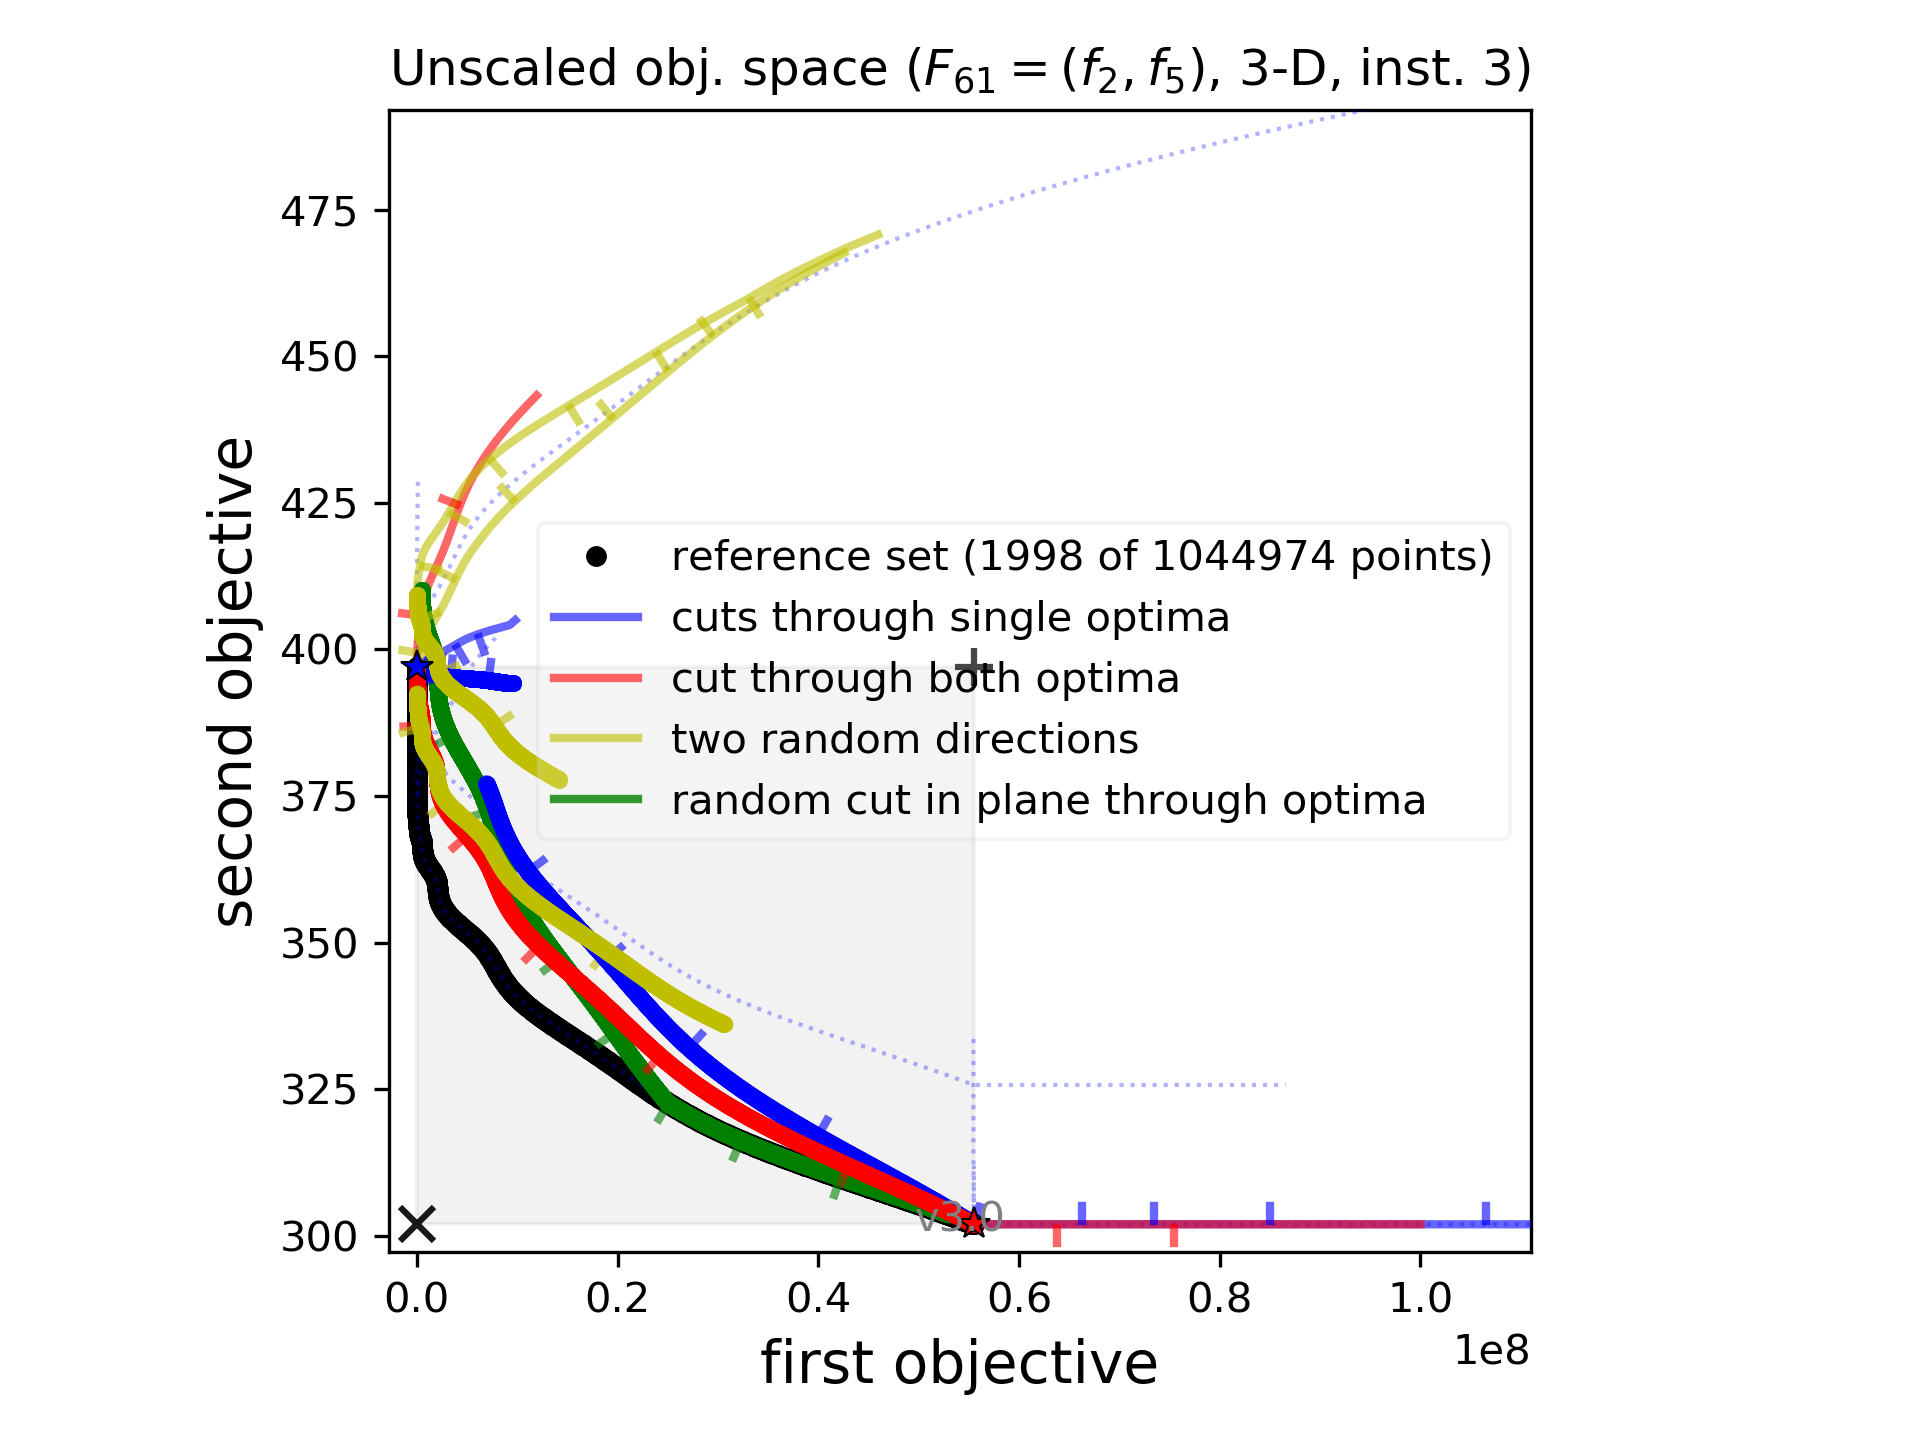 Unscaled obj. space (F₆₁ = (f₂, f₅), 3-D, inst. 3)
second objective
475
450
425
400
375
350
325
300
reference set (1998 of 1044974 points)
cuts through single optima
cut through both optima
two random directions
random cut in plane through optima
v3.0
0.0 0.2 0.4 0.6 0.8 1.0
1e8
first objective